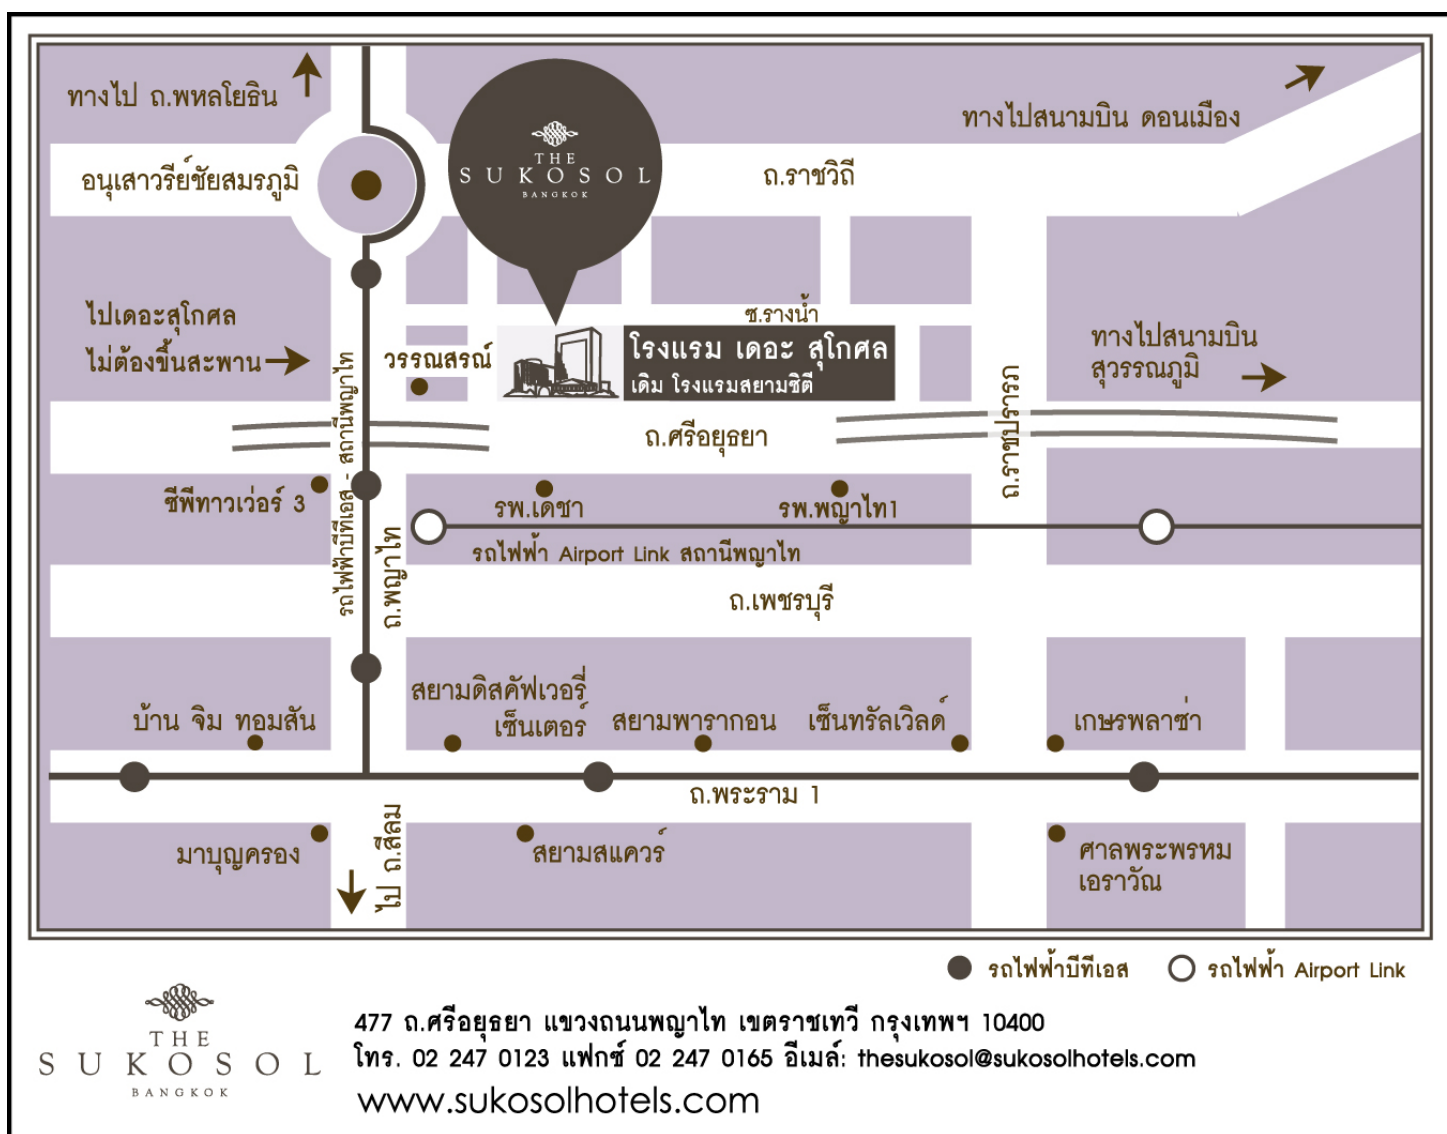 ทางไป ถ.พหลโยธิน
ทางไปสนามบิน ดอนเมือง
THE
SUKOSOL
BANGKOK
อนุเสาวรีย์ชัยสมรภูมิ
ถ.ราชวิถี
ไปเดอะสุโกศล
ไม่ต้องขึ้นสะพาน
ซ.รางน้ำ
วรรณสรณ์
โรงแรม เดอะ สุโกศล
เดิม โรงแรมสยามซิตี
ทางไปสนามบิน
สุวรรณภูมิ
รถไฟฟ้าบีทีเอส - สถานีพญาไท
ถ.ศรีอยุธยา
ถ.ราชปรารภ
ซีพีทาวเว่อร์ 3
รพ.เดชา
รพ.พญาไท1
ถ.พญาไท
รถไฟฟ้า Airport Link สถานีพญาไท
ถ.เพชรบุรี
บ้าน จิม ทอมสัน
สยามดิสคัฟเวอรี่
เซ็นเตอร์
สยามพารากอน
เซ็นทรัลเวิลด์
เกษรพลาซ่า
ถ.พระราม 1
มาบุญครอง
ไป ถ.สีลม
สยามสแควร์
ศาลพระพรหม
เอราวัณ
รถไฟฟ้าบีทีเอส
รถไฟฟ้า Airport Link
THE
SUKOSOL
BANGKOK
477 ถ.ศรีอยุธยา แขวงถนนพญาไท เขตราชเทวี กรุงเทพฯ 10400
โทร. 02 247 0123 แฟกซ์ 02 247 0165 อีเมล์: thesukosol@sukosolhotels.com
www.sukosolhotels.com